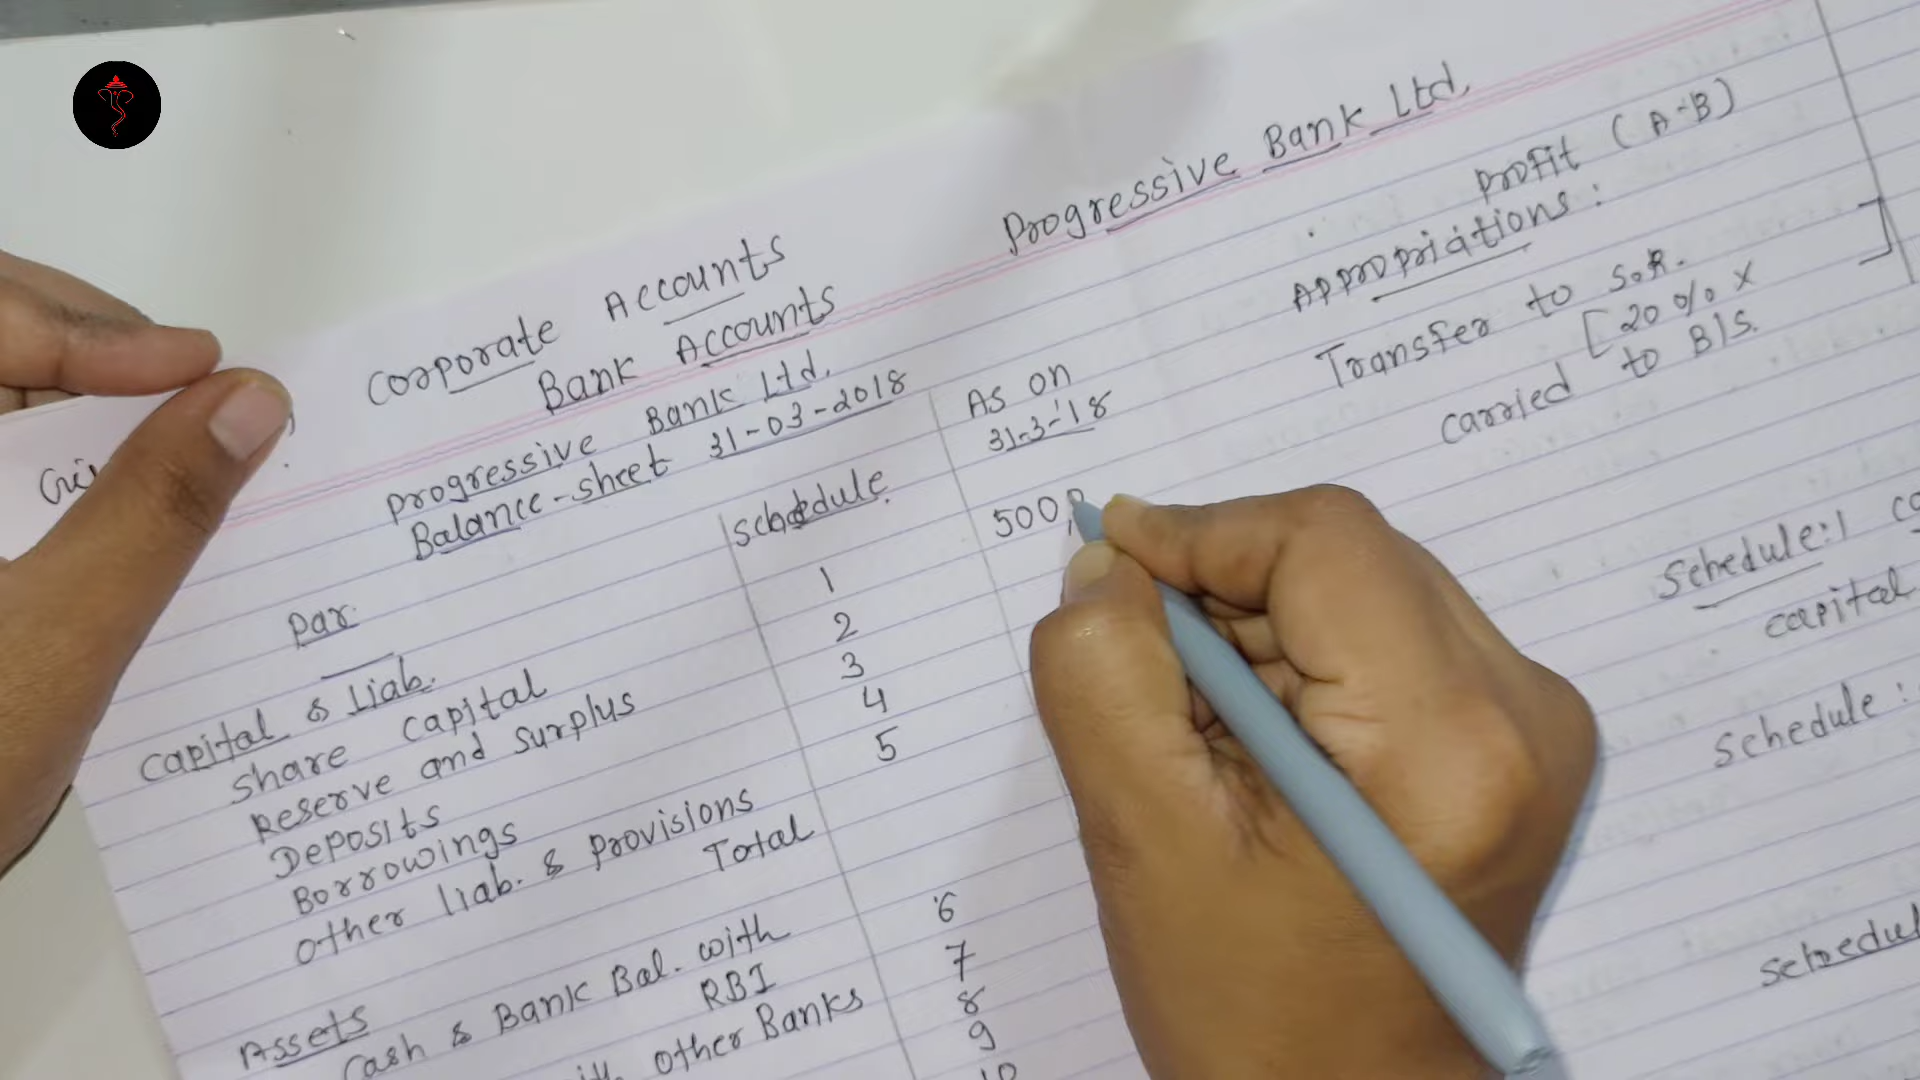 Corporate Accounts
Bank Accounts
Progressive Bank Ltd.
Balance-sheet 31-03-2018
Par.
Schedule
As on
31-3-'18
Capital & Liab.
Share capital
1
500,0
Reserve and Surplus
2
Deposits
3
Borrowings
4
Other liab. & provisions
5
Total
Assets
Cash & Bank Bal. with
RBI
6
other Banks
7
8
9
10
Progressive Bank Ltd.
Profit (A-B)
Appropriations:
Transfer to S.R.
[20% x
carried to B/S.
Schedule:1
capital
Schedule: